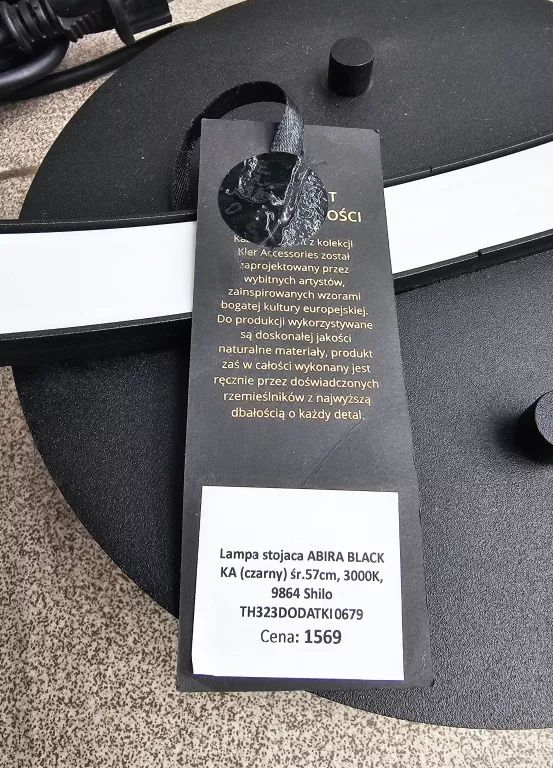 T
OŚCI
z kolekcji
Kler Accessories został
zaprojektowany przez
wybitnych artystów,
zainspirowanych wzorami
bogatej kultury europejskiej.
Do produkcji wykorzystywane
są doskonałej jakości
naturalne materiały, produkt
zaś w całości wykonany jest
ręcznie przez doświadczonych
rzemieślników z najwyższą
dbałością o każdy detal.
Lampa stojaca ABIRA BLACK
KA (czarny) śr.57cm, 3000K,
9864 Shilo
TH323DODATKI0679
Cena: 1569